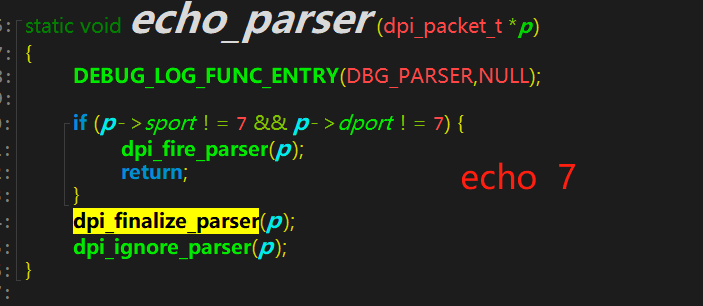 static void echo_parser (dpi_packet_t *p)
{
DEBUG_LOG_FUNC_ENTRY(DBG_PARSER,NULL);
if (p->sport != 7 && p->dport != 7) {
dpi_fire_parser(p);
return;
}
dpi_finalize_parser(p);
dpi_ignore_parser(p);
}
echo 7